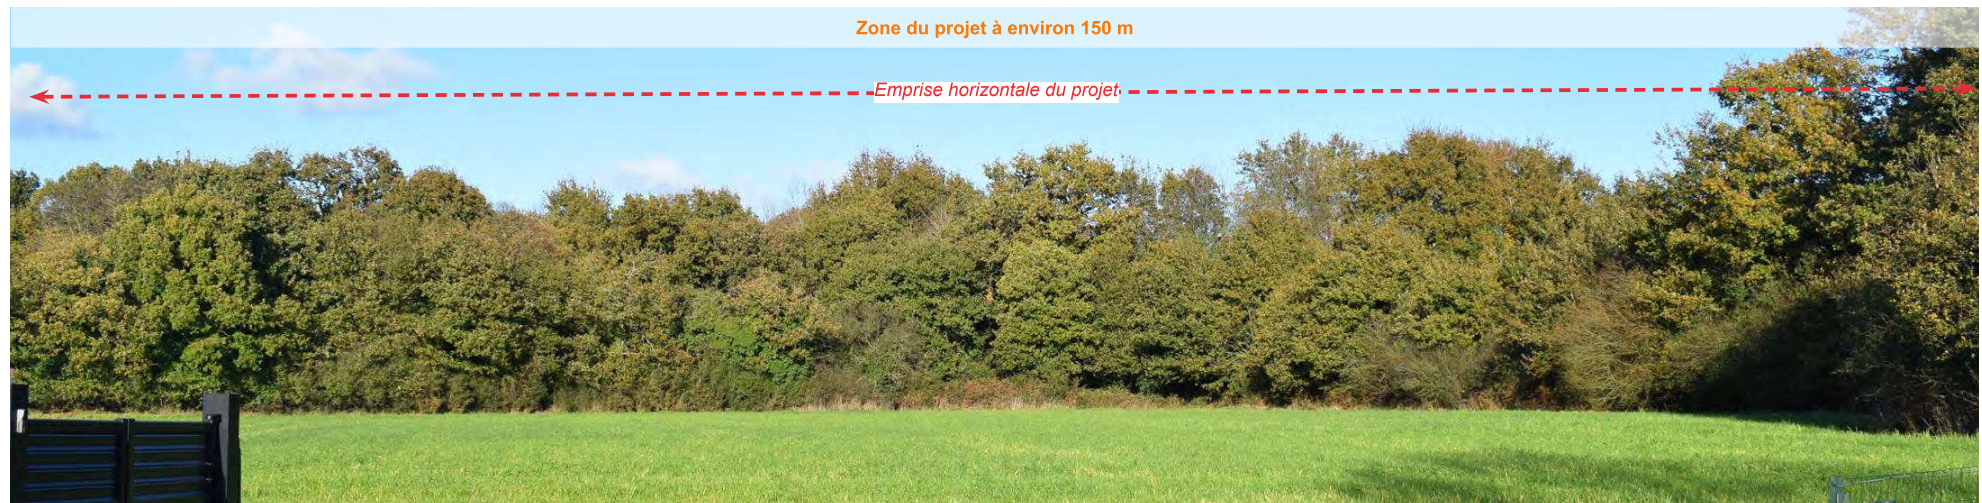 Zone du projet à environ 150 m
Emprise horizontale du projet